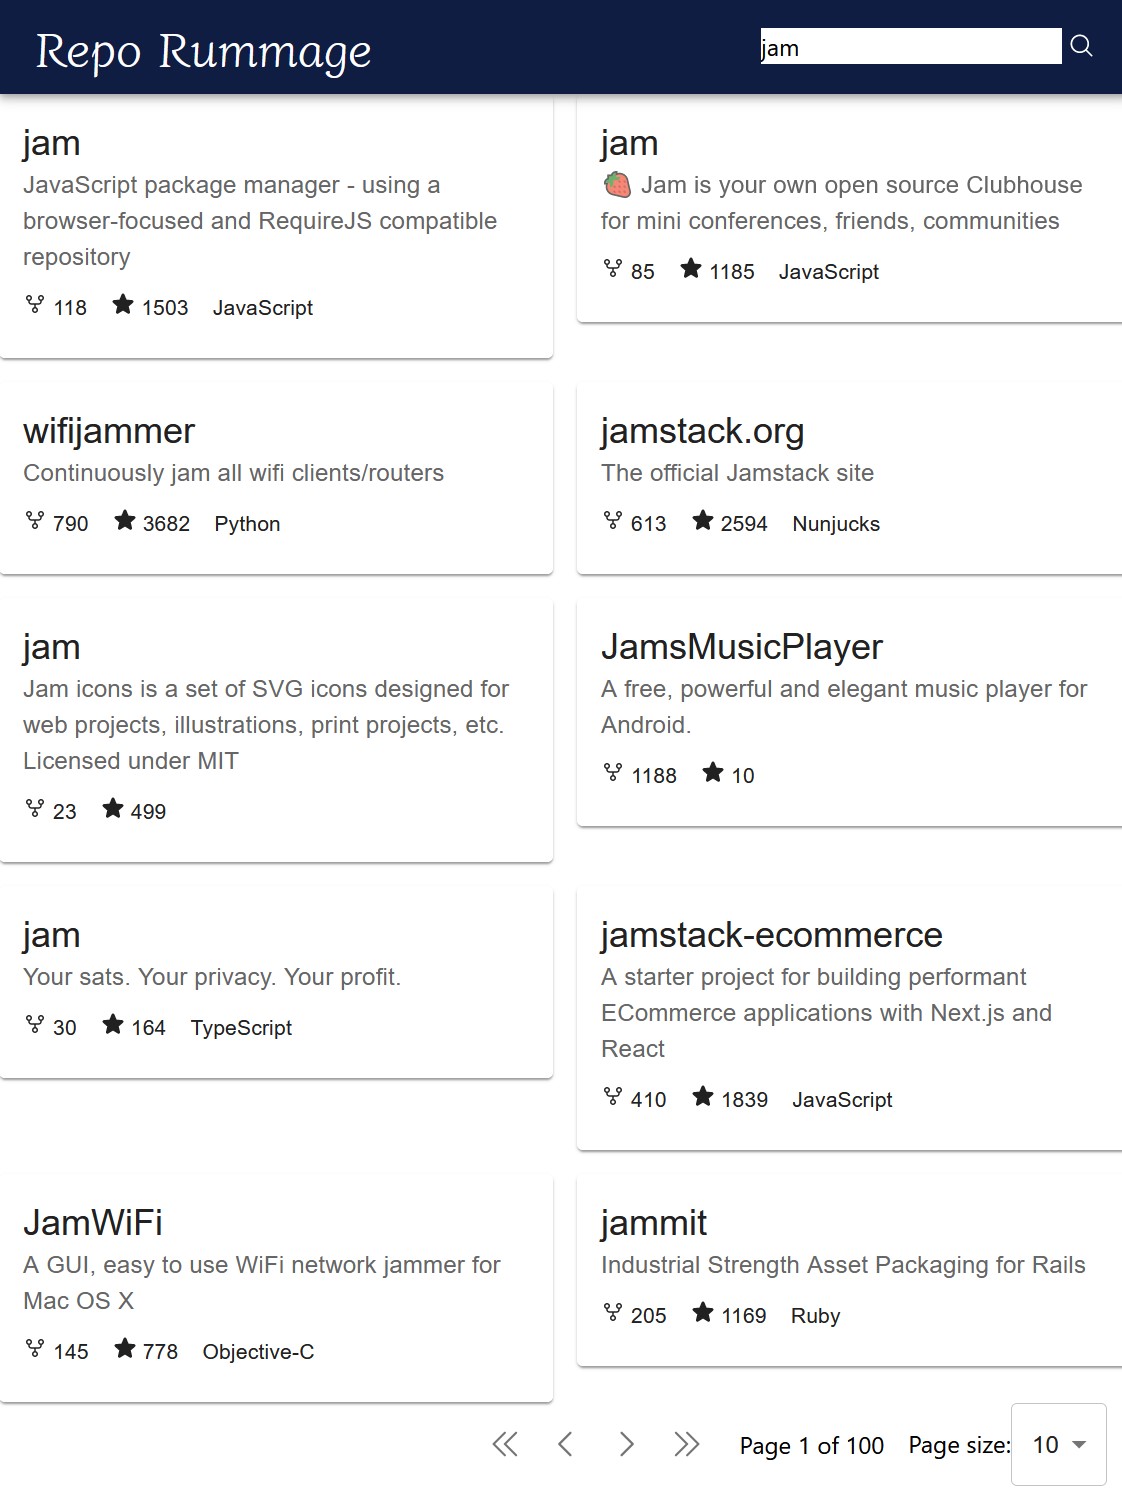 Repo Rummage
jam
jam
JavaScript package manager - using a
browser-focused and RequireJS compatible
repository
118 1503 JavaScript
jam
🍓 Jam is your own open source Clubhouse
for mini conferences, friends, communities
85 1185 JavaScript
wifijammer
Continuously jam all wifi clients/routers
790 3682 Python
jamstack.org
The official Jamstack site
613 2594 Nunjucks
jam
Jam icons is a set of SVG icons designed for
web projects, illustrations, print projects, etc.
Licensed under MIT
23 499
JamsMusicPlayer
A free, powerful and elegant music player for
Android.
1188 10
jam
Your sats. Your privacy. Your profit.
30 164 TypeScript
jamstack-ecommerce
A starter project for building performant
ECommerce applications with Next.js and
React
410 1839 JavaScript
JamWiFi
A GUI, easy to use WiFi network jammer for
Mac OS X
145 778 Objective-C
jammit
Industrial Strength Asset Packaging for Rails
205 1169 Ruby
Page 1 of 100 Page size: 10